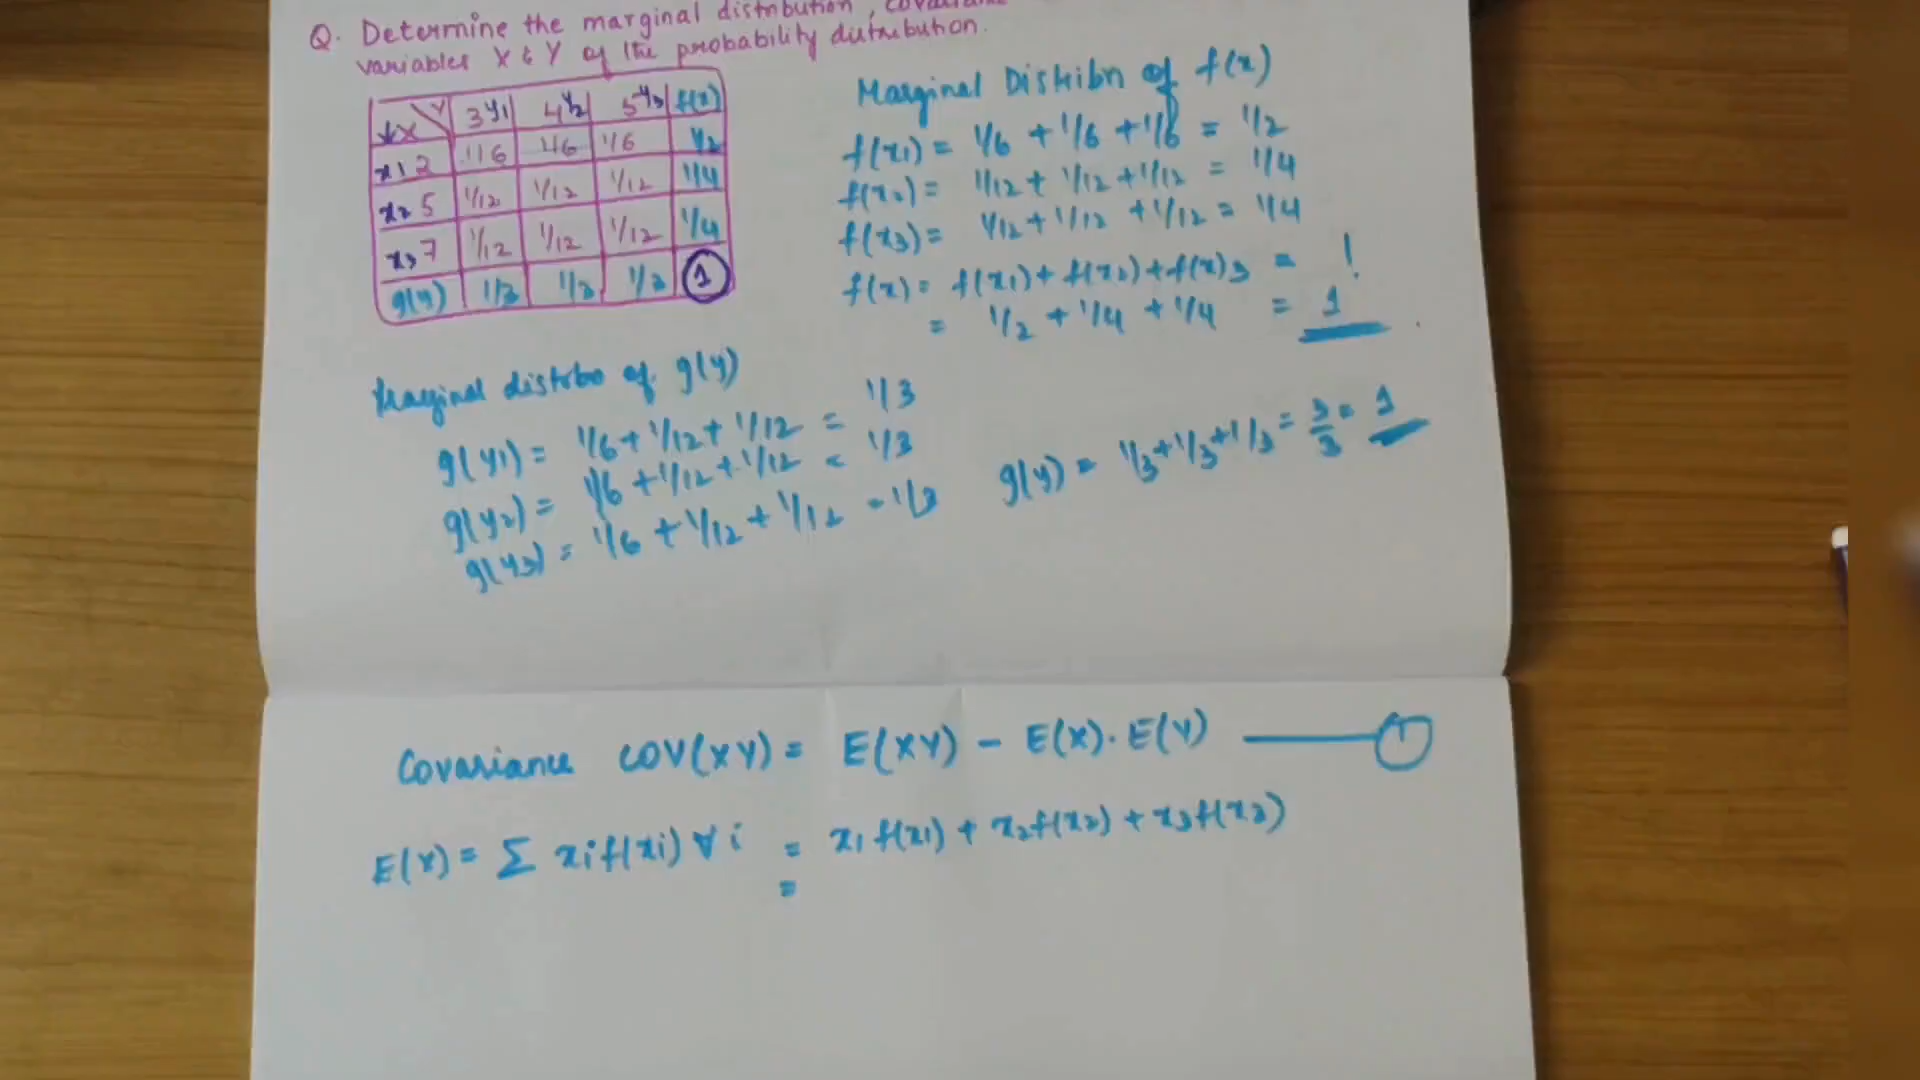 Q. Determine the marginal distribution, covariance
variables X & Y of the probability distribution.
X Y 3 y1 4 y2 5 y3 f(x)
x1 2 1/6 1/6 1/6 1/2
x2 5 1/12 1/12 1/12 1/4
x3 7 1/12 1/12 1/12 1/4
g(y) 1/3 1/3 1/3 1
Marginal Distribn of f(x)
f(x1) = 1/6 + 1/6 + 1/6 = 1/2
f(x2) = 1/12 + 1/12 + 1/12 = 1/4
f(x3) = 1/12 + 1/12 + 1/12 = 1/4
f(x) = f(x1) + f(x2) + f(x)3 = 1
= 1/2 + 1/4 + 1/4 = 1
Marginal distribn of g(y)
g(y1) = 1/6 + 1/12 + 1/12 = 1/3
g(y2) = 1/6 + 1/12 + 1/12 = 1/3
g(y3) = 1/6 + 1/12 + 1/12 = 1/3
g(y) = 1/3 + 1/3 + 1/3 = 3/3 = 1
Covariance COV(XY) = E(XY) - E(X). E(Y) — 1
E(X) = Σ xi f(xi) ∀ i = x1 f(x1) + x2 f(x2) + x3 f(x3)
=